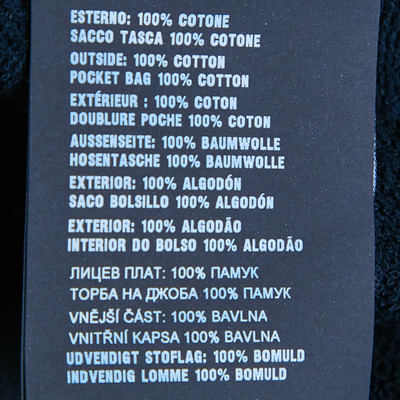 ESTERNO: 100% COTONE
SACCO TASCA 100% COTONE
OUTSIDE: 100% COTTON
POCKET BAG 100% COTTON
EXTÉRIEUR : 100% COTON
DOUBLURE POCHE 100% COTON
AUSSENSEITE: 100% BAUMWOLLE
HOSENTASCHE 100% BAUMWOLLE
EXTERIOR: 100% ALGODÓN
SACO BOLSILLO 100% ALGODÓN
EXTERIOR: 100% ALGODÃO
INTERIOR DO BOLSO 100% ALGODÃO
ЛИЦЕВ ПЛАТ: 100% ПАМУК
ТОРБА НА ДЖОБА 100% ПАМУК
VNĚJŠÍ ČÁST: 100% BAVLNA
VNITŘNÍ KAPSA 100% BAVLNA
UDVENDIGT STOFLAG: 100% BOMULD
INDVENDIG LOMME 100% BOMULD